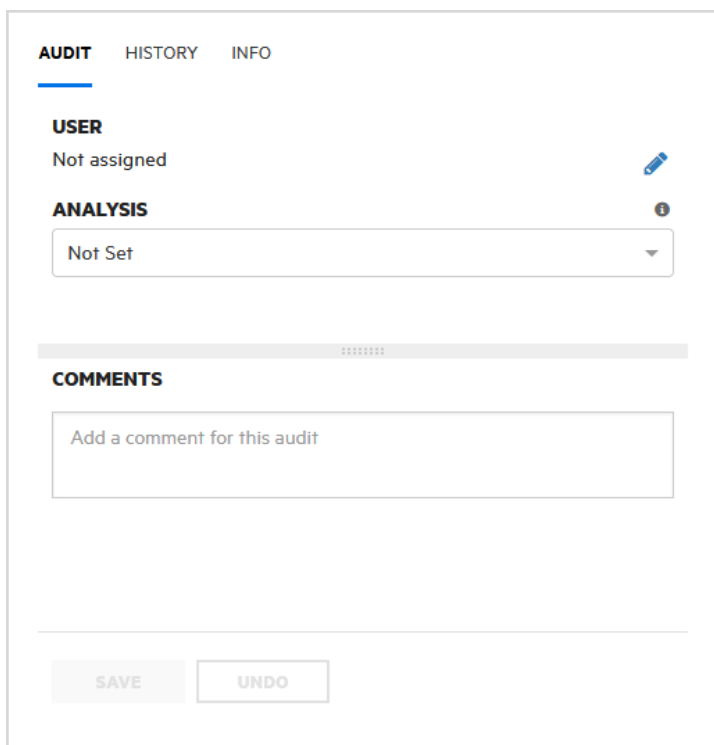 AUDIT HISTORY INFO
USER
Not assigned
ANALYSIS
Not Set
COMMENTS
Add a comment for this audit
SAVE UNDO